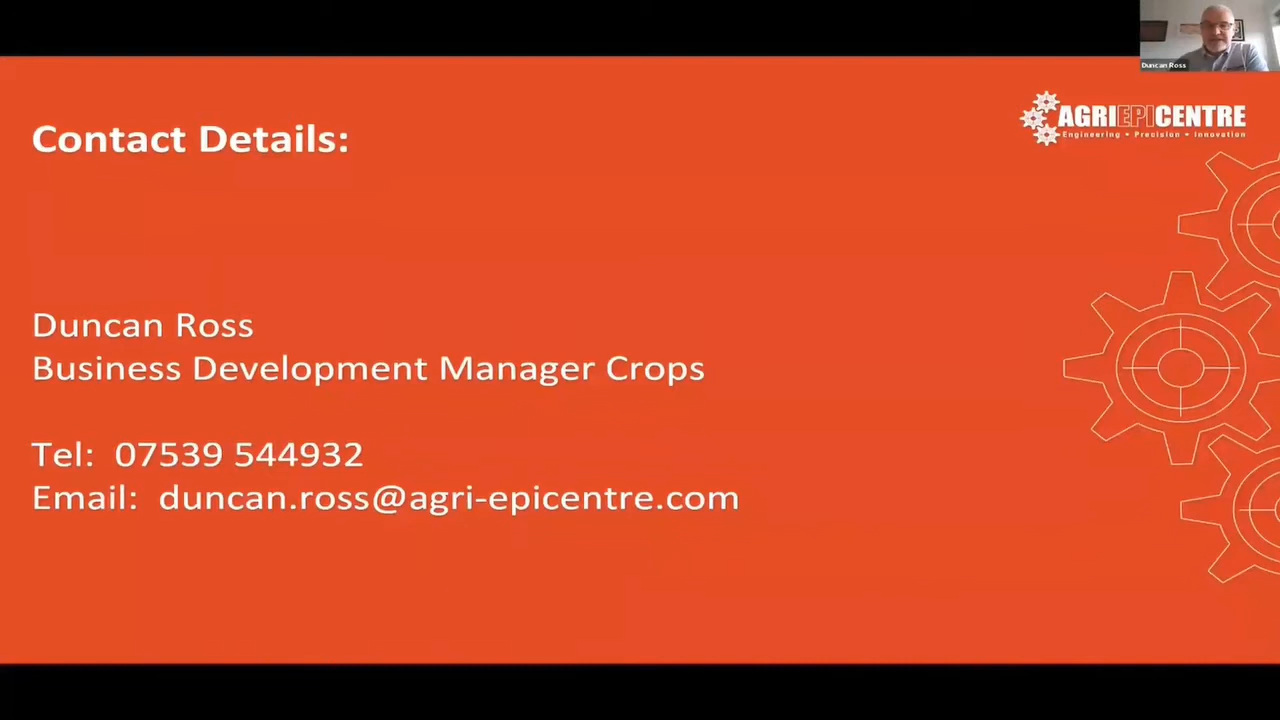 Duncan Ross
AGRIEPICENTRE
Engineering • Precision • Innovation
Contact Details:
Duncan Ross
Business Development Manager Crops
Tel: 07539 544932
Email: duncan.ross@agri-epicentre.com